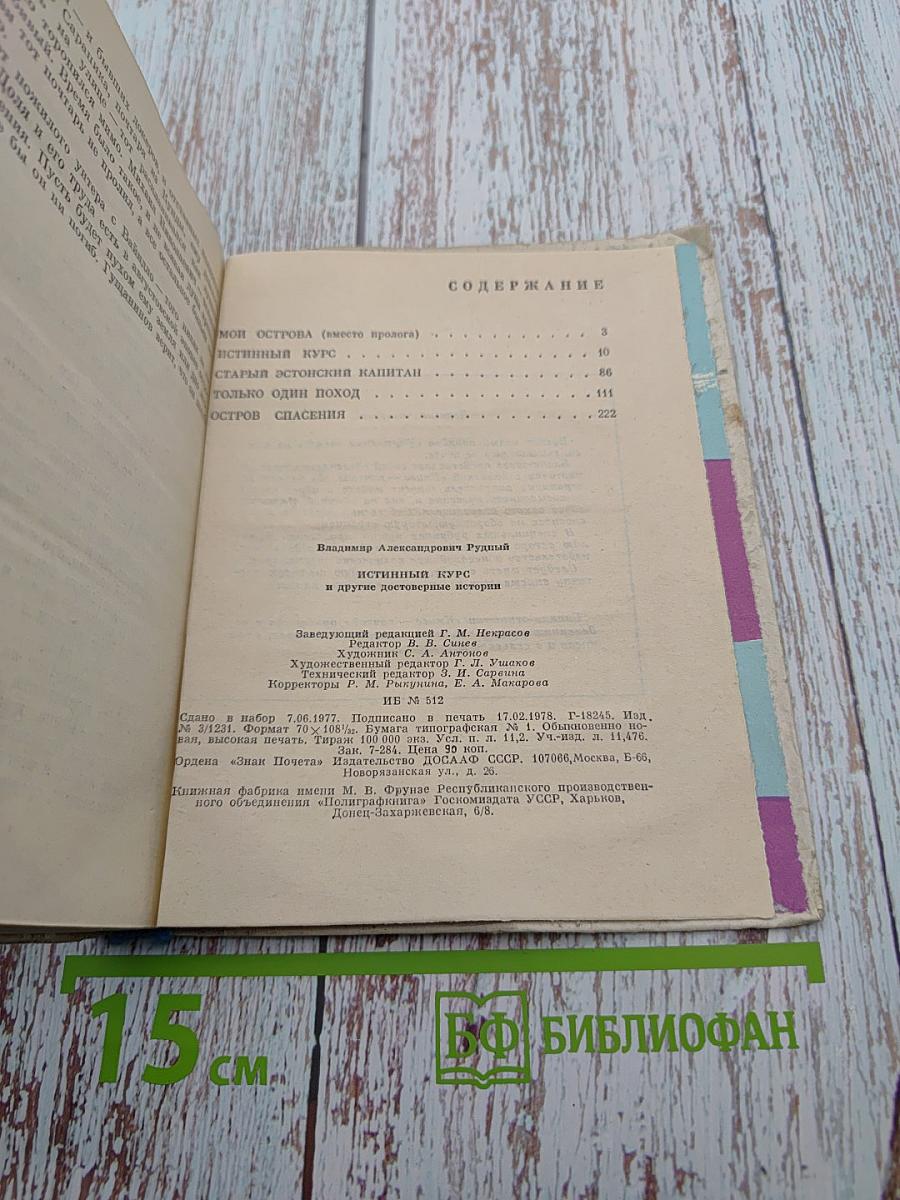 СОДЕРЖАНИЕ
МОИ ОСТРОВА (вместо пролога) . . . . . . . . . . . 3
ИСТИННЫЙ КУРС . . . . . . . . . . . . . . . . . 10
СТАРЫЙ ЭСТОНСКИЙ КАПИТАН . . . . . . . . . . . . 86
ТОЛЬКО ОДИН ПОХОД . . . . . . . . . . . . . . . 111
ОСТРОВ СПАСЕНИЯ . . . . . . . . . . . . . . . . 222
Владимир Александрович Рудный
ИСТИННЫЙ КУРС
и другие достоверные истории
Заведующий редакцией Г. М. Некрасов
Редактор В. В. Синев
Художник С. А. Антонов
Художественный редактор Г. Л. Ушаков
Технический редактор З. И. Сарвина
Корректоры Р. М. Рыкунина, Е. А. Макарова
ИБ № 512
Сдано в набор 7.06.1977. Подписано в печать 17.02.1978. Г-18245. Изд.
№ 3/1231. Формат 70×108¹/₃₂. Бумага типографская № 1. Обыкновенно но-
вая, высокая печать. Тираж 100 000 экз. Усл. п. л. 11,2. Уч.-изд. л. 11,476.
Зак. 7-284. Цена 90 коп.
Ордена «Знак Почета» Издательство ДОСААФ СССР. 107066, Москва, Б-66,
Новорязанская ул., д. 26.
Книжная фабрика имени М. В. Фрунзе Республиканского производствен-
ного объединения «Полиграфкнига» Госкомиздата УССР, Харьков,
Донец-Захаржевская, 6/8.
15 см
БФ БИБЛИОФАН